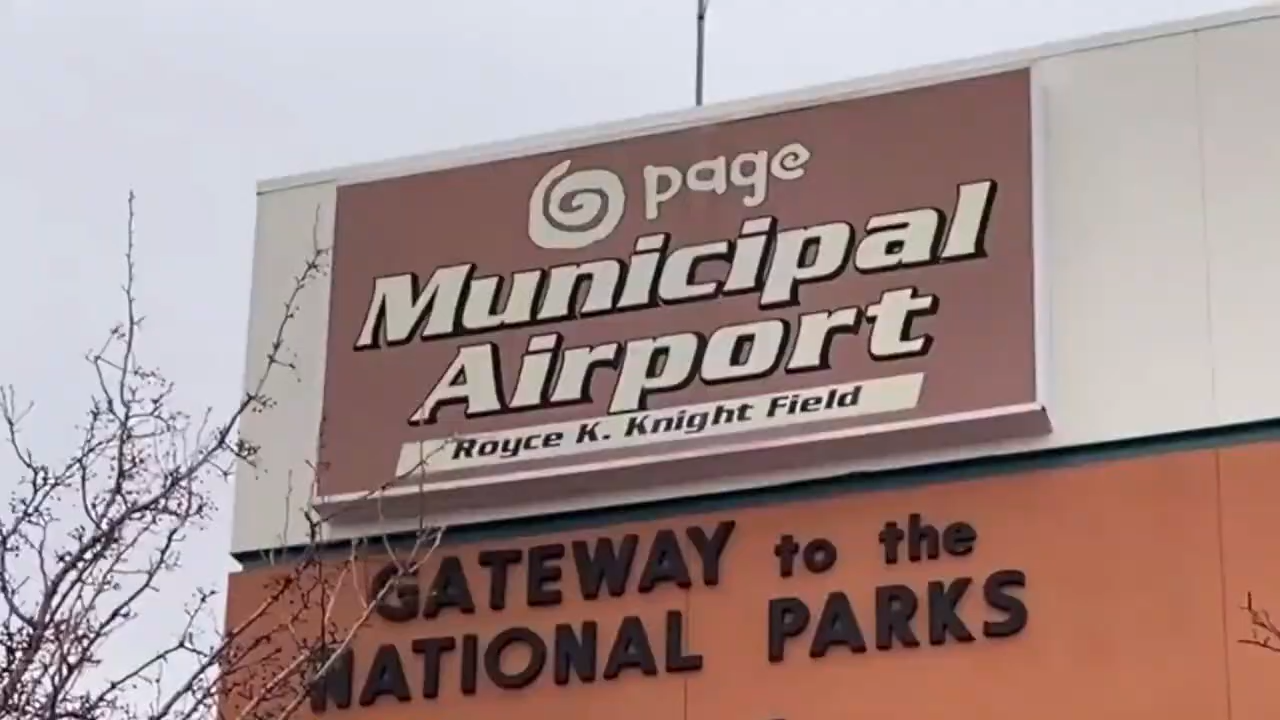 page
Municipal
Airport
Royce K. Knight Field
GATEWAY to the
NATIONAL PARKS